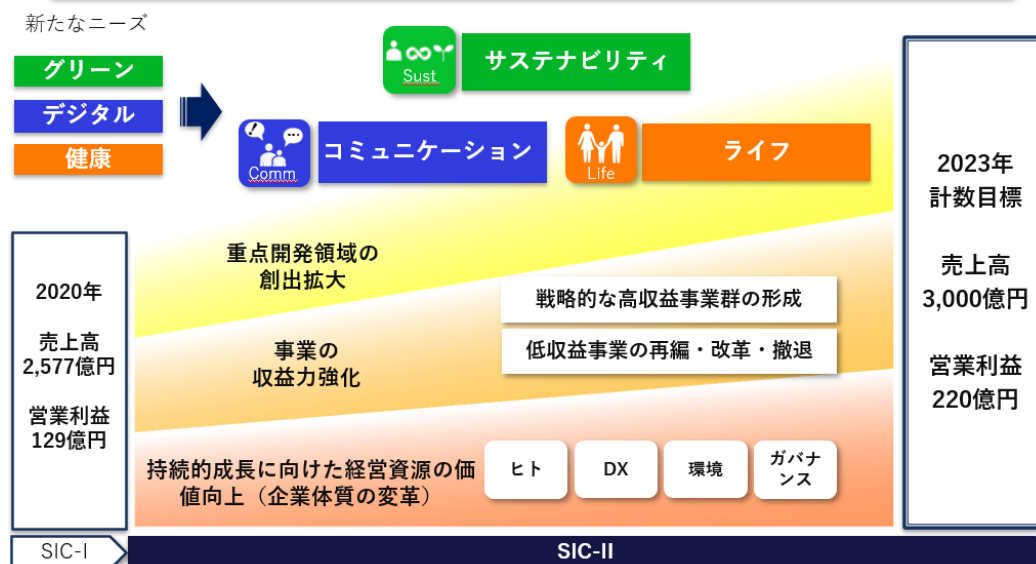 新たなニーズ
グリーン
デジタル
健康
Sust
サステナビリティ
Comm
コミュニケーション
Life
ライフ
2020年
売上高
2,577億円
営業利益
129億円
重点開発領域の
創出拡大
事業の
収益力強化
戦略的な高収益事業群の形成
低収益事業の再編・改革・撤退
持続的成長に向けた経営資源の価
値向上（企業体質の変革）
ヒト
DX
環境
ガバナ
ンス
2023年
計数目標
売上高
3,000億円
営業利益
220億円
SIC-I
SIC-II